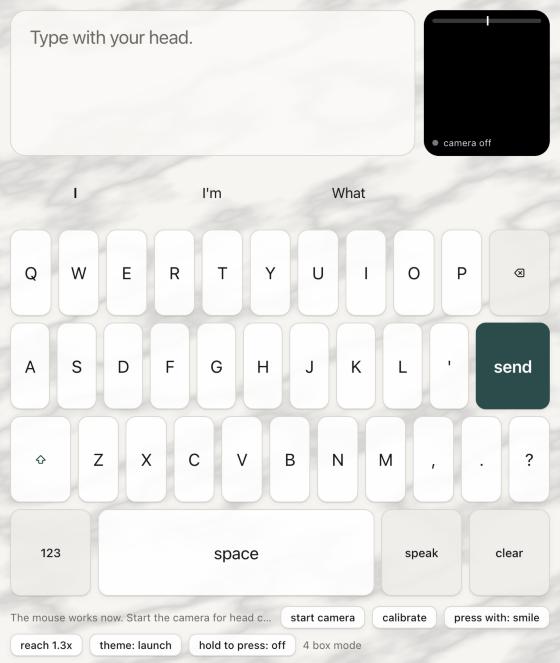 Type with your head.
camera off
I I'm What
Q W E R T Y U I O P
A S D F G H J K L ' send
Z X C V B N M , . ?
123 space speak clear
The mouse works now. Start the camera for head c... start camera calibrate press with: smile
reach 1.3x theme: launch hold to press: off 4 box mode